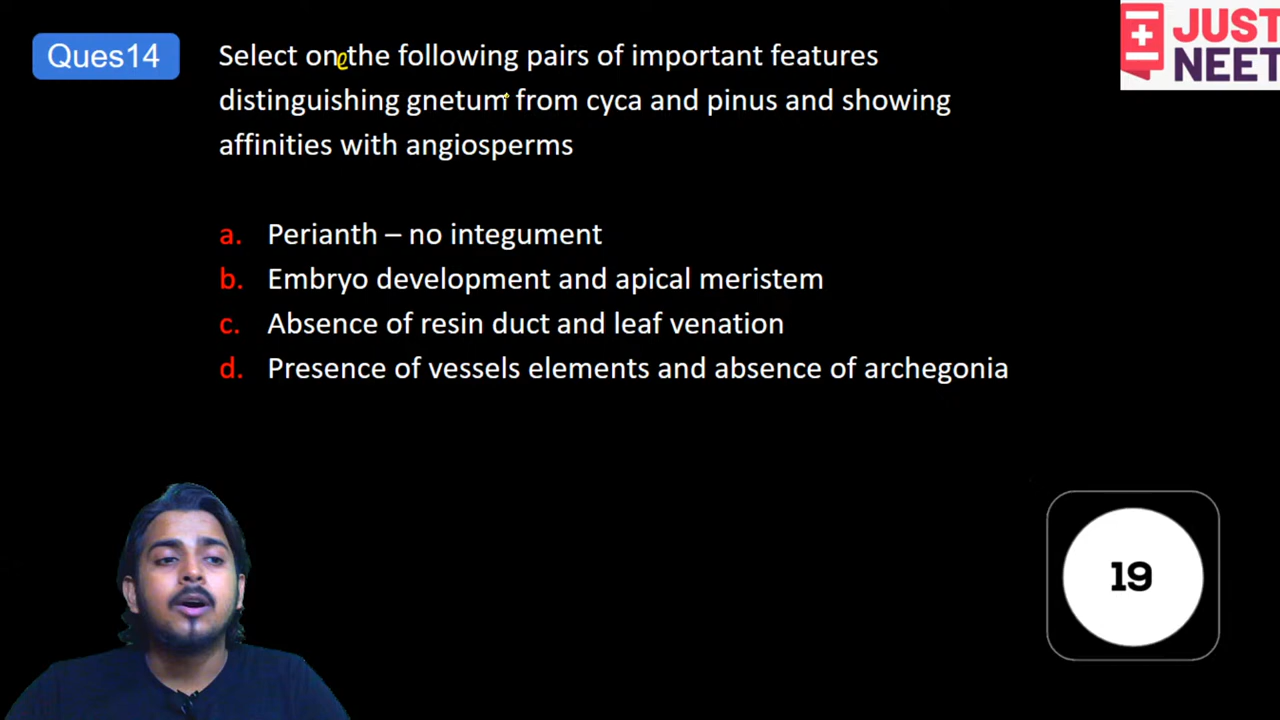 Ques14
Select one the following pairs of important features
distinguishing gnetum from cyca and pinus and showing
affinities with angiosperms
a. Perianth – no integument
b. Embryo development and apical meristem
c. Absence of resin duct and leaf venation
d. Presence of vessels elements and absence of archegonia
JUST
NEET
19